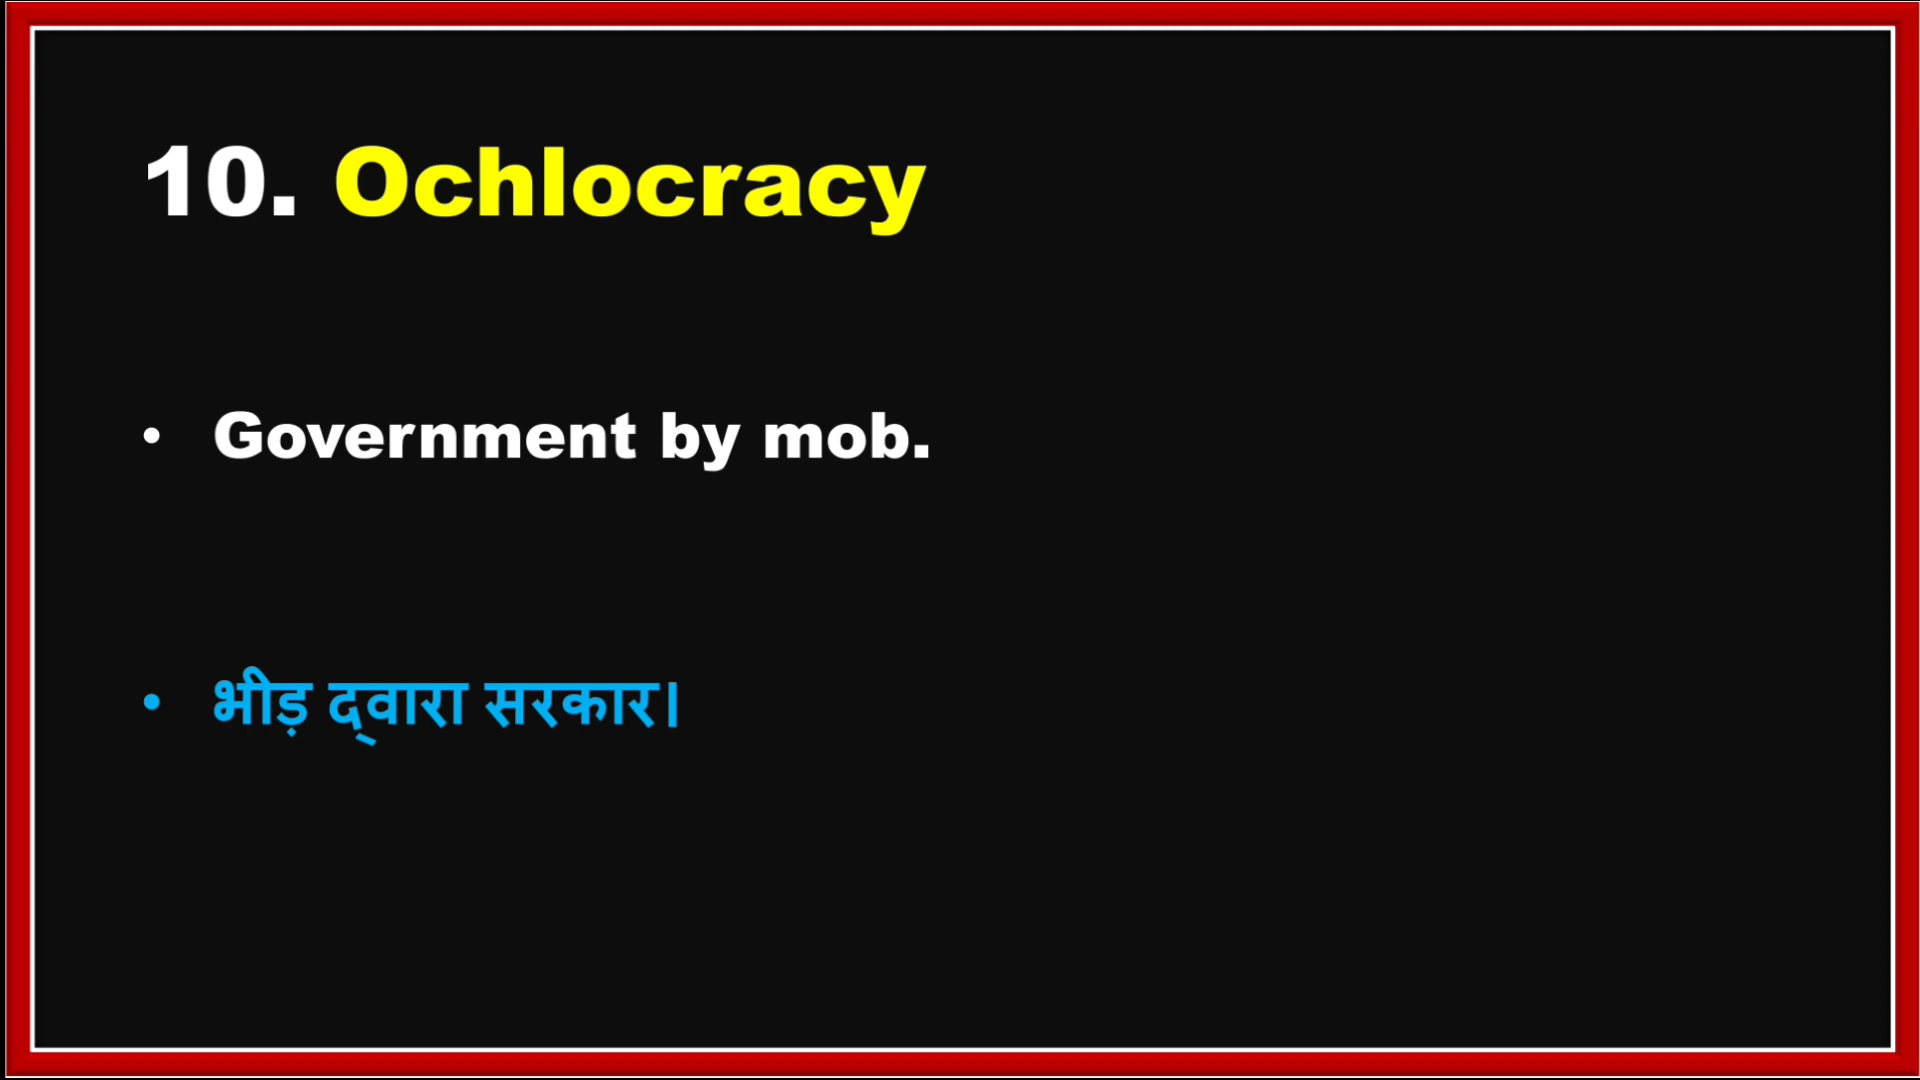 10. Ochlocracy
• Government by mob.
• भीड़ द्वारा सरकार।